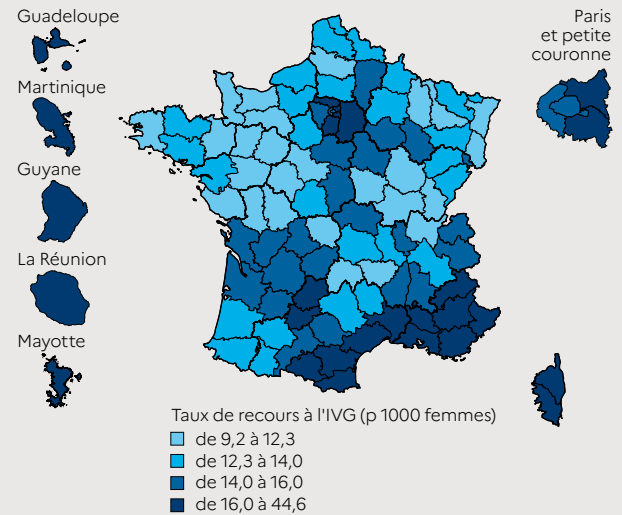 Guadeloupe
Martinique
Guyane
La Réunion
Mayotte
Paris
et petite
couronne
Taux de recours à l'IVG (p 1000 femmes)
de 9,2 à 12,3
de 12,3 à 14,0
de 14,0 à 16,0
de 16,0 à 44,6